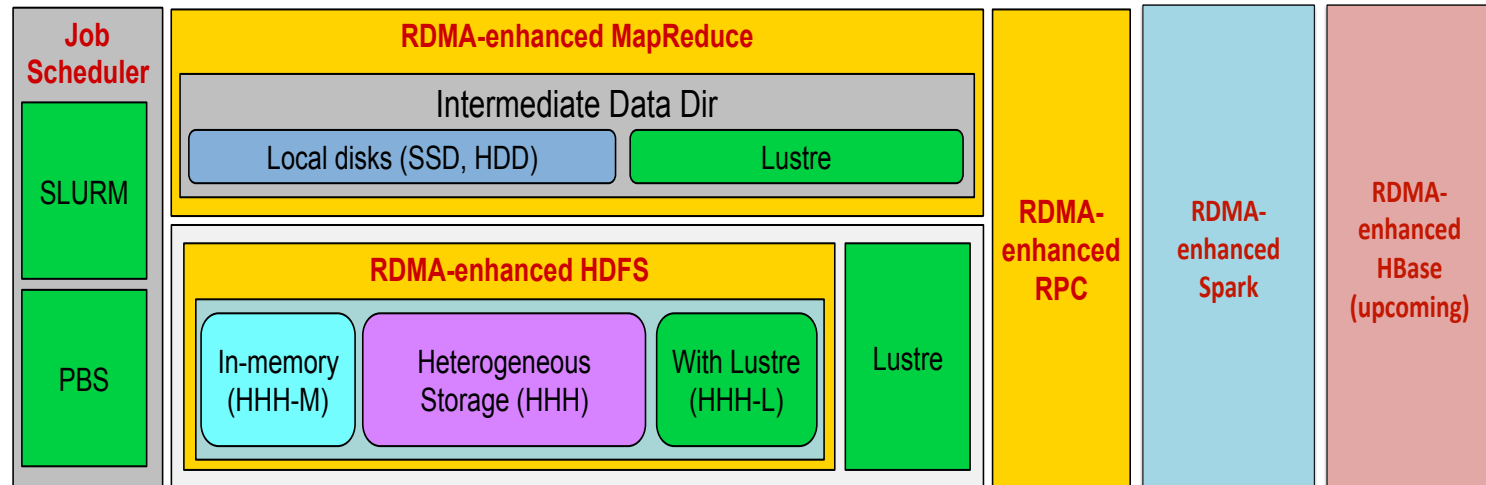 Job
Scheduler
SLURM
PBS
RDMA-enhanced MapReduce
Intermediate Data Dir
Local disks (SSD, HDD)
Lustre
RDMA-enhanced HDFS
In-memory
(HHH-M)
Heterogeneous
Storage (HHH)
With Lustre
(HHH-L)
Lustre
RDMA-
enhanced
RPC
RDMA-
enhanced
Spark
RDMA-
enhanced
HBase
(upcoming)